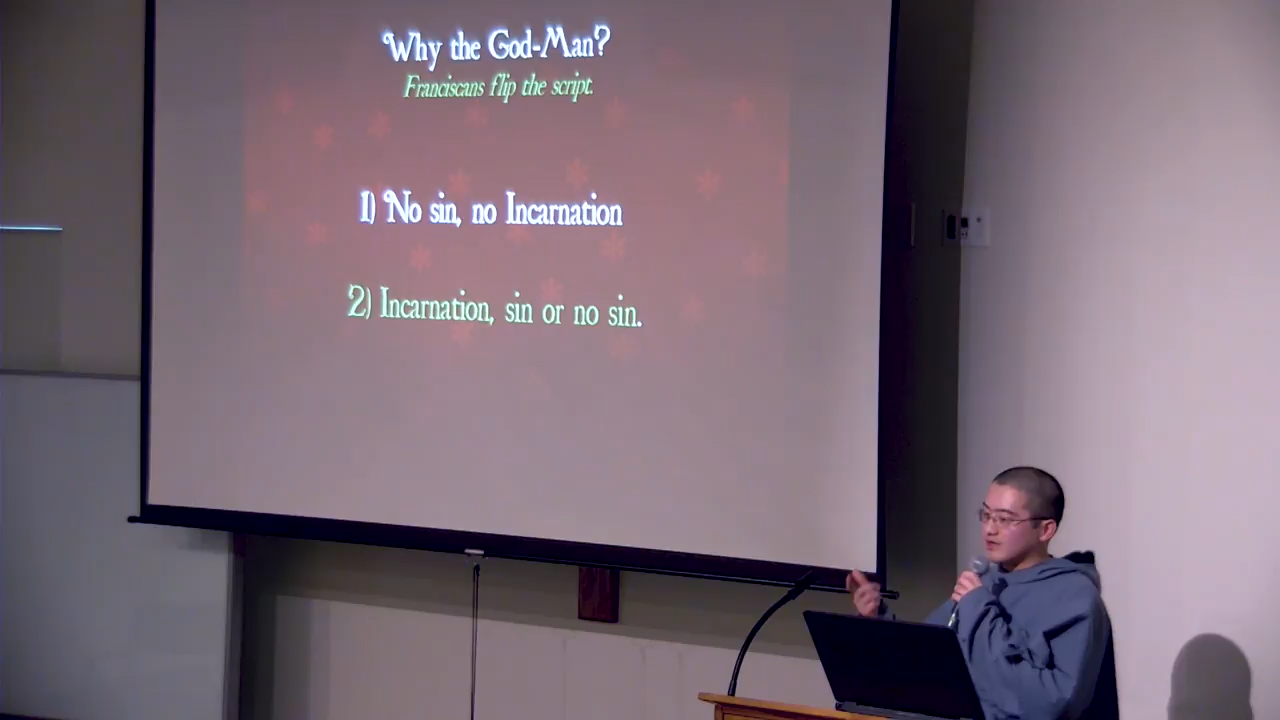 Why the God-Man?
Franciscans flip the script.
1) No sin, no Incarnation
2) Incarnation, sin or no sin.